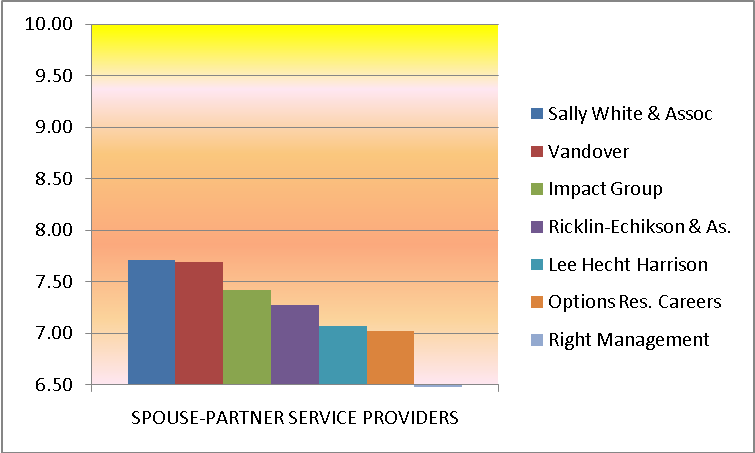 10.00
9.50
9.00
8.50
8.00
7.50
7.00
6.50
SPOUSE-PARTNER SERVICE PROVIDERS
Sally White & Assoc
Vandover
Impact Group
Ricklin-Echikson & As.
Lee Hecht Harrison
Options Res. Careers
Right Management